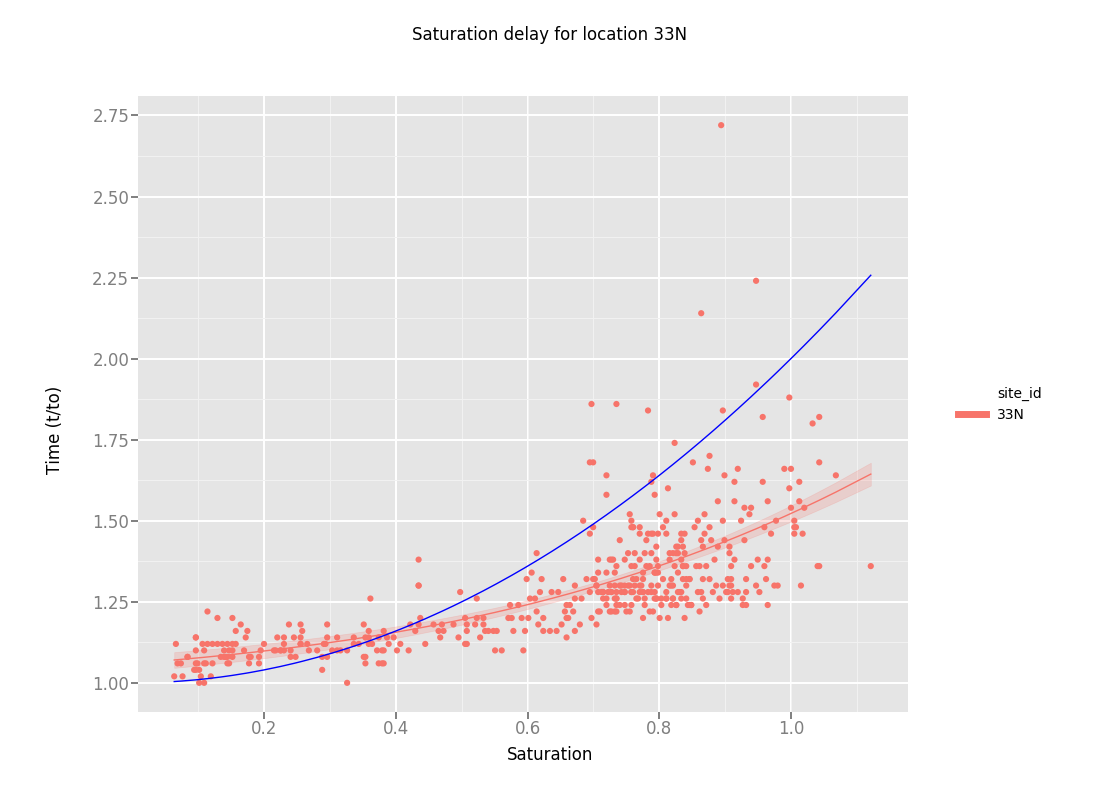 Saturation delay for location 33N
2.75
2.50
2.25
2.00
1.75
1.50
1.25
1.00
Time (t/to)
0.2 0.4 0.6 0.8 1.0
Saturation
site_id
33N